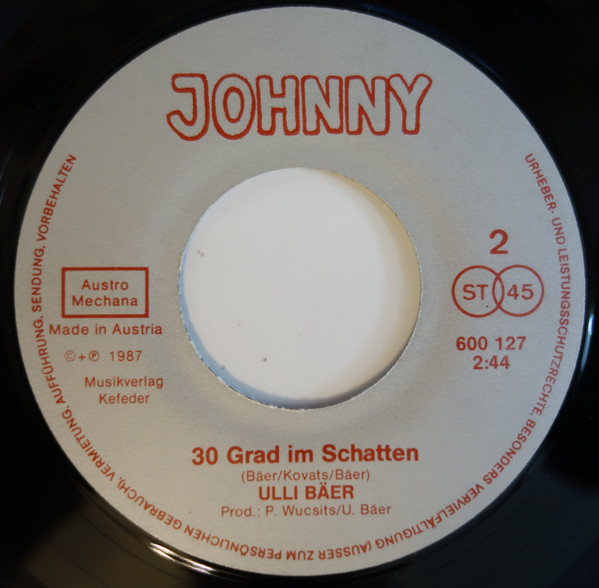 JOHNNY
2
ST 45
600 127
2:44
Austro
Mechana
Made in Austria
©+℗ 1987
Musikverlag
Kefeder
30 Grad im Schatten
(Bäer/Kovats/Bäer)
ULLI BÄER
Prod.: P. Wucsits/U. Bäer
URHEBER- UND LEISTUNGSSCHUTZRECHTE, BESONDERS VERVIELFÄLTIGUNG (AUSSER ZUM PERSÖNLICHEN GEBRAUCH), VERMIETUNG, AUFFÜHRUNG, SENDUNG, VORBEHALTEN